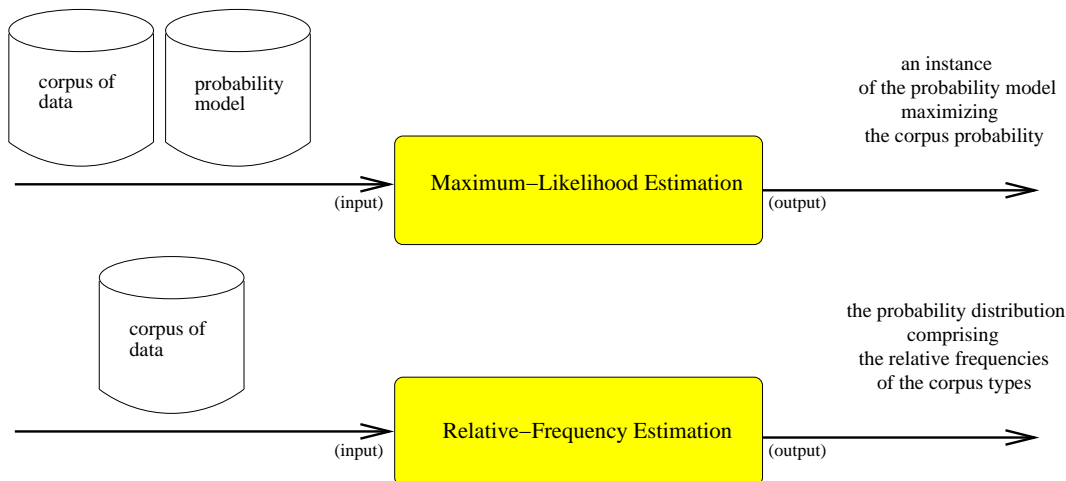 corpus of
data
probability
model
an instance
of the probability model
maximizing
the corpus probability
Maximum−Likelihood Estimation
(input)
(output)
corpus of
data
the probability distribution
comprising
the relative frequencies
of the corpus types
Relative−Frequency Estimation
(input)
(output)